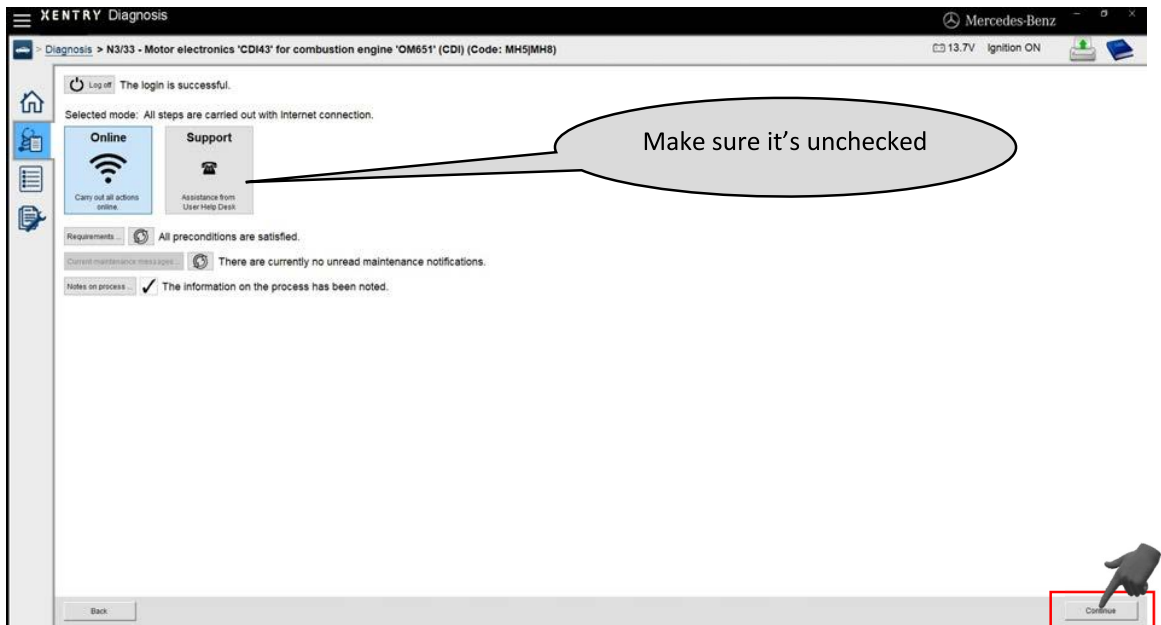 XENTRY Diagnosis
Mercedes-Benz
> Diagnosis > N3/33 - Motor electronics 'CDI43' for combustion engine 'OM651' (CDI) (Code: MH5|MH8)
13.7V Ignition ON
Log off The login is successful.
Selected mode: All steps are carried out with Internet connection.
Online
Carry out all actions
online.
Support
Assistance from
User Help Desk
Make sure it's unchecked
Requirements ... All preconditions are satisfied.
Current maintenance messages ... There are currently no unread maintenance notifications.
Notes on process ... The information on the process has been noted.
Back
Continue